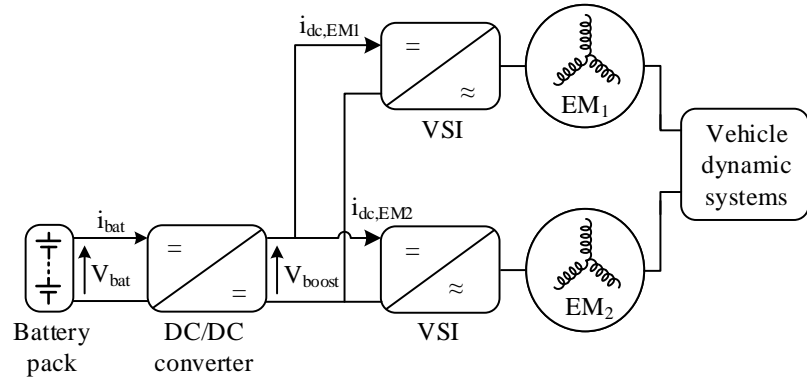 i_dc,EM1
=
≈
VSI
EM₁
Vehicle
dynamic
systems
i_bat
V_bat
Battery
pack
=
=
DC/DC
converter
V_boost
i_dc,EM2
=
≈
VSI
EM₂